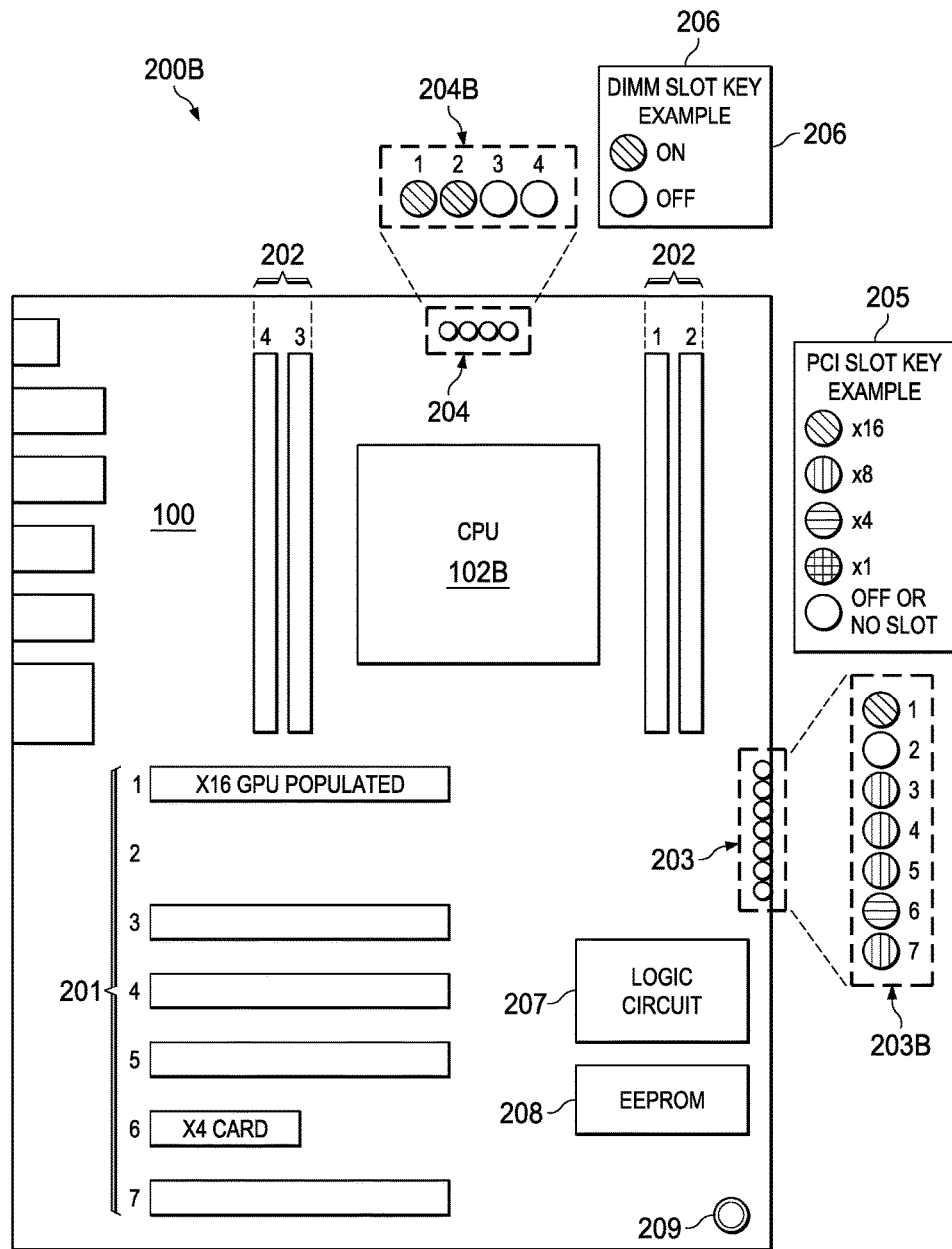 200B
204B
1 2 3 4
206
DIMM SLOT KEY
EXAMPLE
ON
OFF
206
202
202
4 3
204
1 2
205
PCI SLOT KEY
EXAMPLE
x16
x8
x4
x1
OFF OR
NO SLOT
100
CPU
102B
201
1 X16 GPU POPULATED
2
3
4
5
6 X4 CARD
7
203
1
2
3
4
5
6
7
203B
207
LOGIC
CIRCUIT
208
EEPROM
209